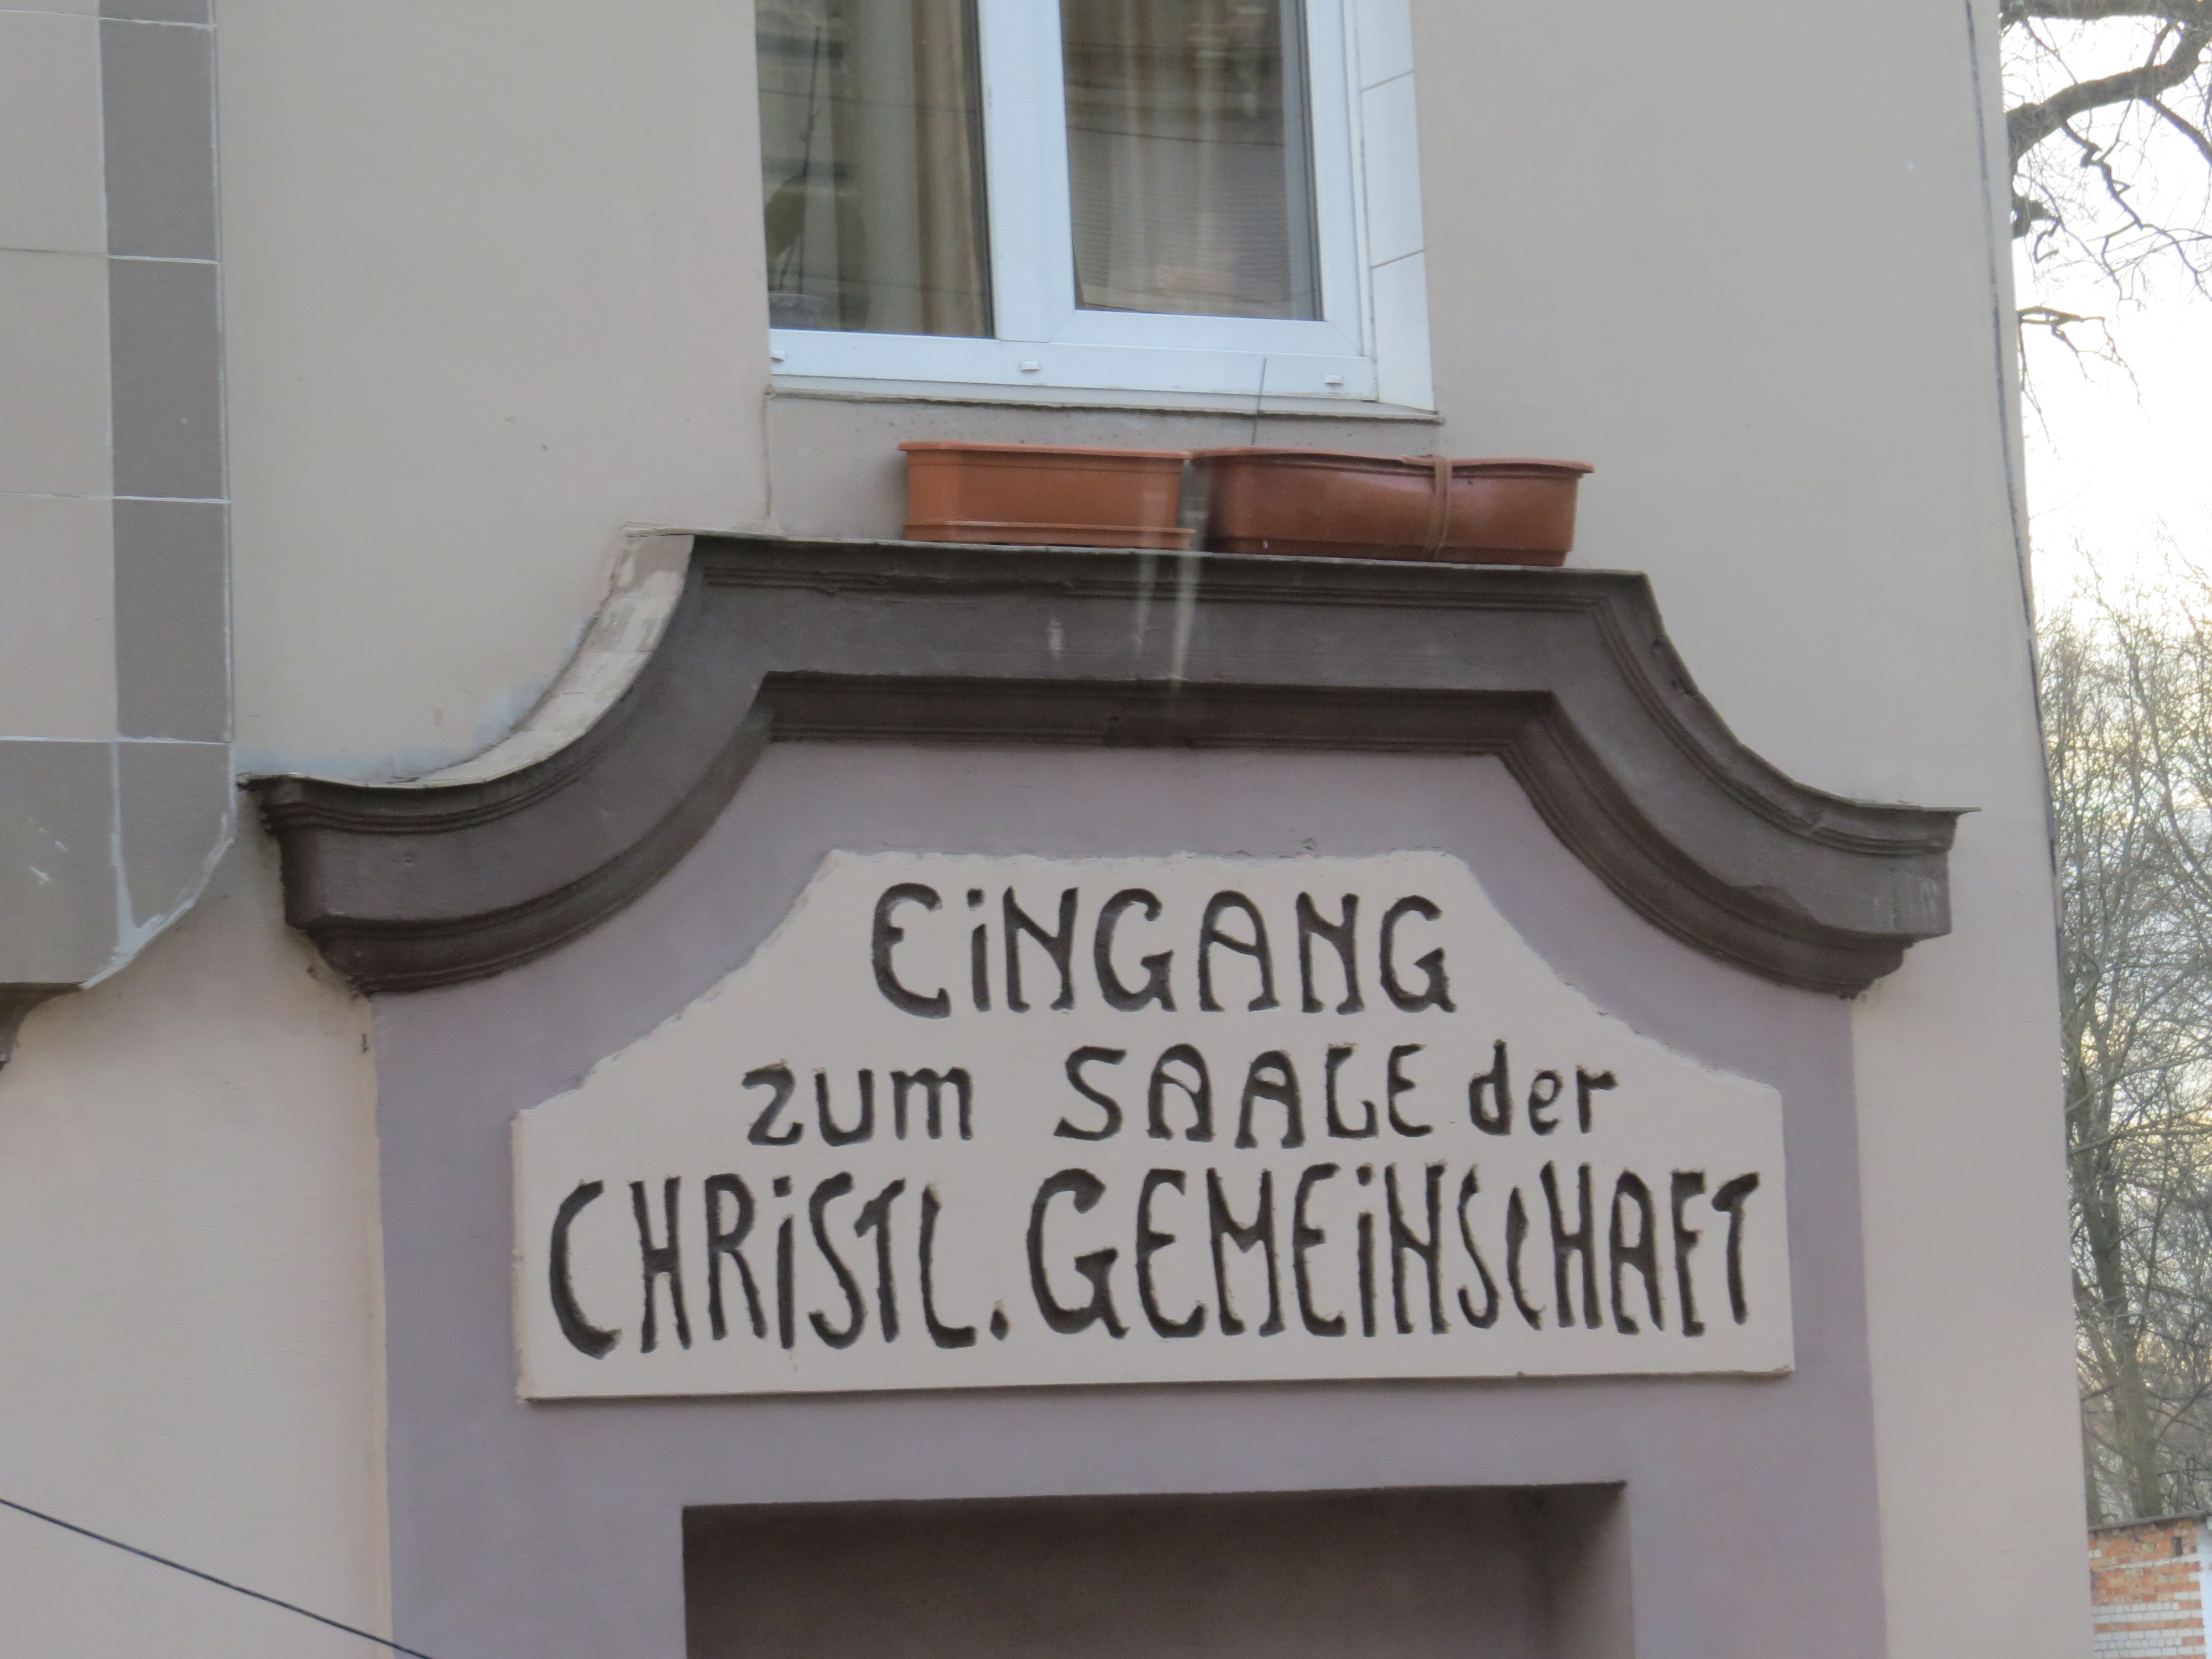 EiNGANG
zum SAALE der
CHRiSTL. GEMEiNSCHAFT